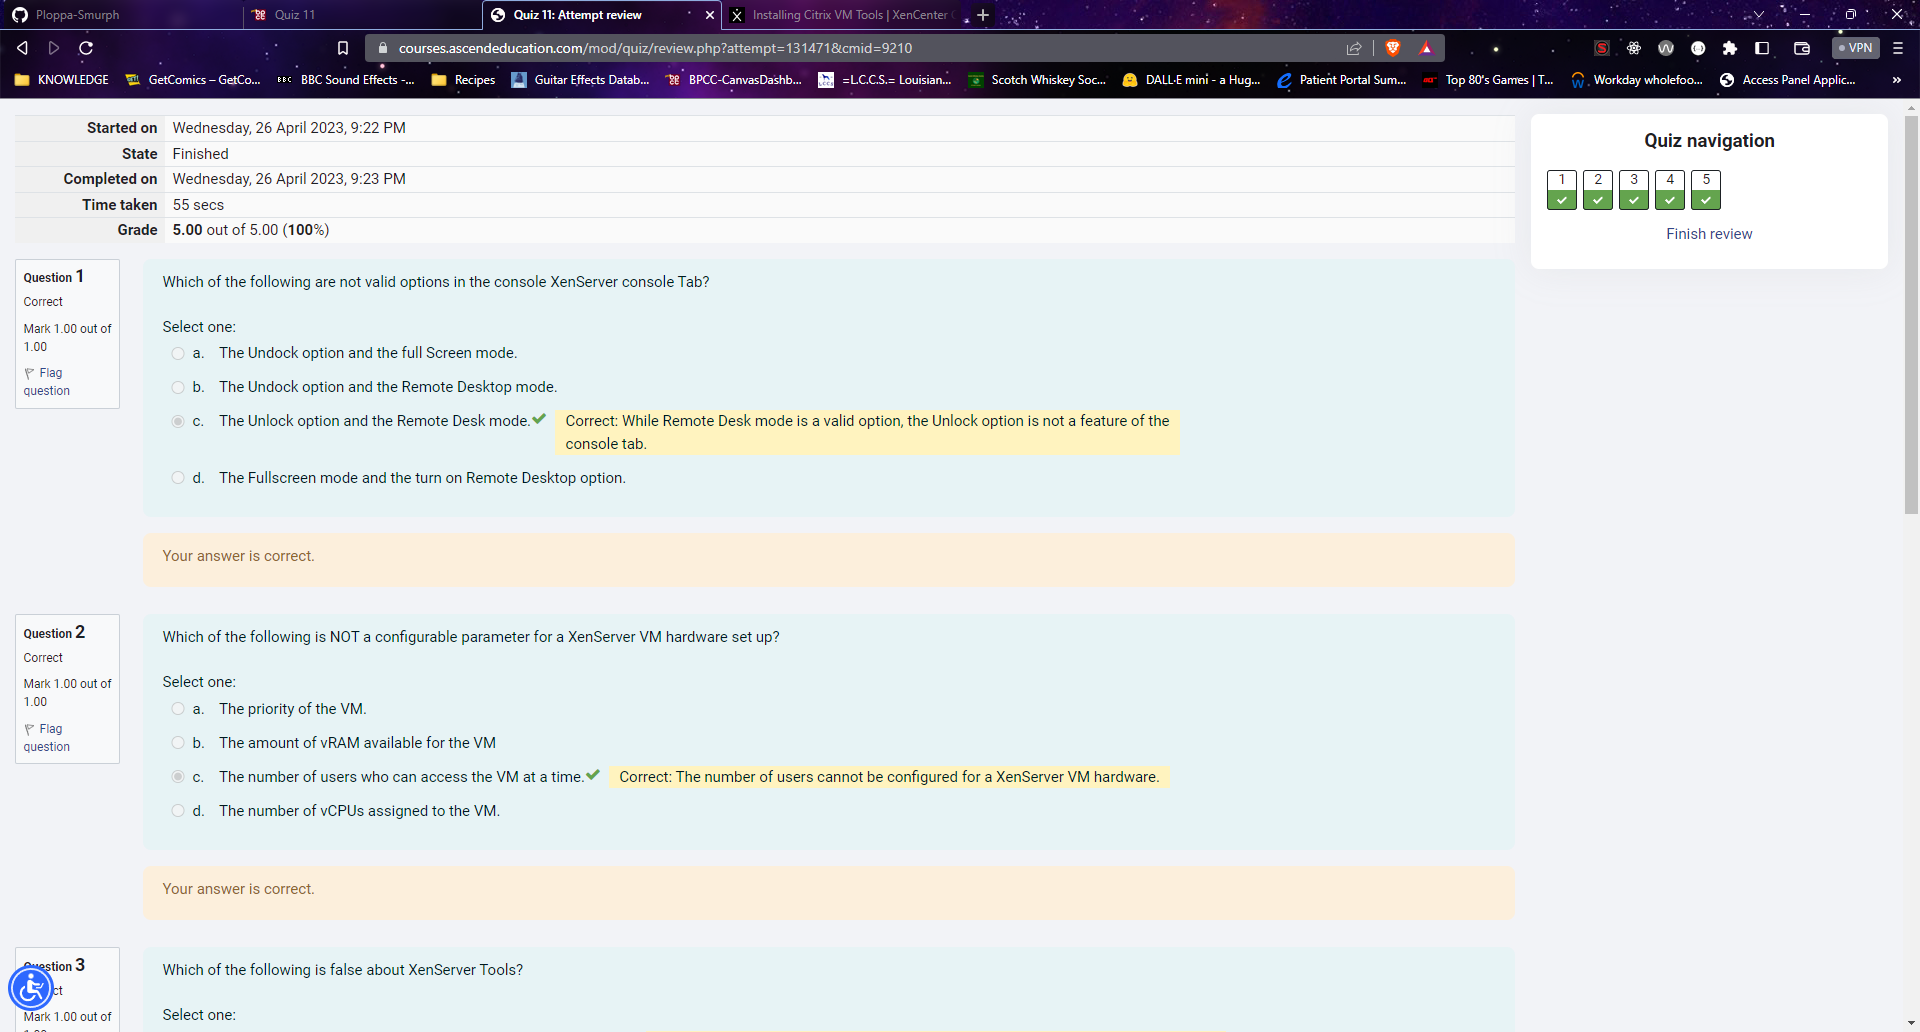 Ploppa-Smurph
Quiz 11
Quiz 11: Attempt review
Installing Citrix VM Tools | XenCenter
courses.ascendeducation.com/mod/quiz/review.php?attempt=131471&cmid=9210
VPN
KNOWLEDGE
GetComics – GetCo...
BBC Sound Effects -...
Recipes
Guitar Effects Datab...
BPCC-CanvasDashb...
=L.C.C.S.= Louisian...
Scotch Whiskey Soc...
DALL·E mini - a Hug...
Patient Portal Sum...
Top 80's Games | T...
Workday wholefoo...
Access Panel Applic...
»
Started on Wednesday, 26 April 2023, 9:22 PM
State Finished
Completed on Wednesday, 26 April 2023, 9:23 PM
Time taken 55 secs
Grade 5.00 out of 5.00 (100%)
Quiz navigation
1 2 3 4 5
Finish review
Question 1
Correct
Mark 1.00 out of
1.00
Flag
question
Which of the following are not valid options in the console XenServer console Tab?
Select one:
a. The Undock option and the full Screen mode.
b. The Undock option and the Remote Desktop mode.
c. The Unlock option and the Remote Desk mode. Correct: While Remote Desk mode is a valid option, the Unlock option is not a feature of the
console tab.
d. The Fullscreen mode and the turn on Remote Desktop option.
Your answer is correct.
Question 2
Correct
Mark 1.00 out of
1.00
Flag
question
Which of the following is NOT a configurable parameter for a XenServer VM hardware set up?
Select one:
a. The priority of the VM.
b. The amount of vRAM available for the VM
c. The number of users who can access the VM at a time. Correct: The number of users cannot be configured for a XenServer VM hardware.
d. The number of vCPUs assigned to the VM.
Your answer is correct.
Question 3
Mark 1.00 out of
Which of the following is false about XenServer Tools?
Select one: